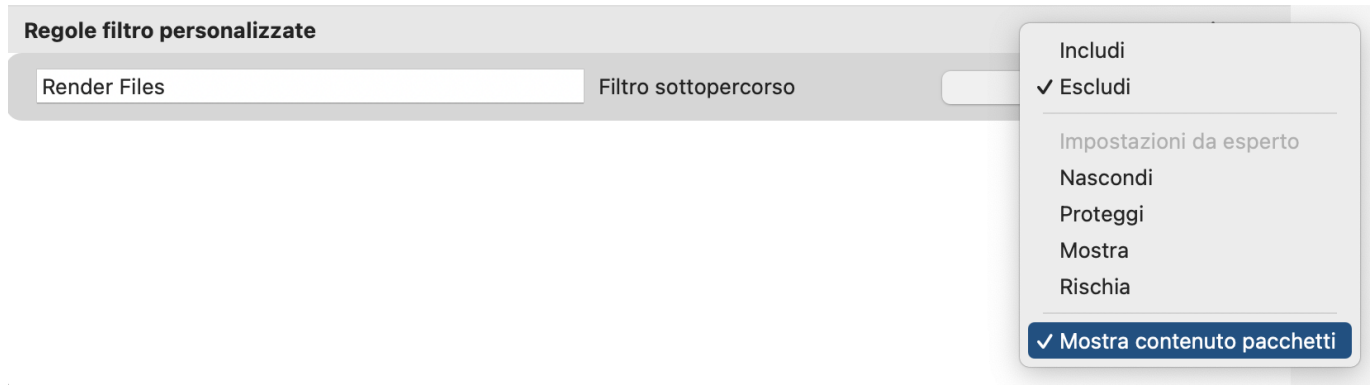 Regole filtro personalizzate
Render Files
Filtro sottopercorso
Includi
✓ Escludi
Impostazioni da esperto
Nascondi
Proteggi
Mostra
Rischia
✓ Mostra contenuto pacchetti